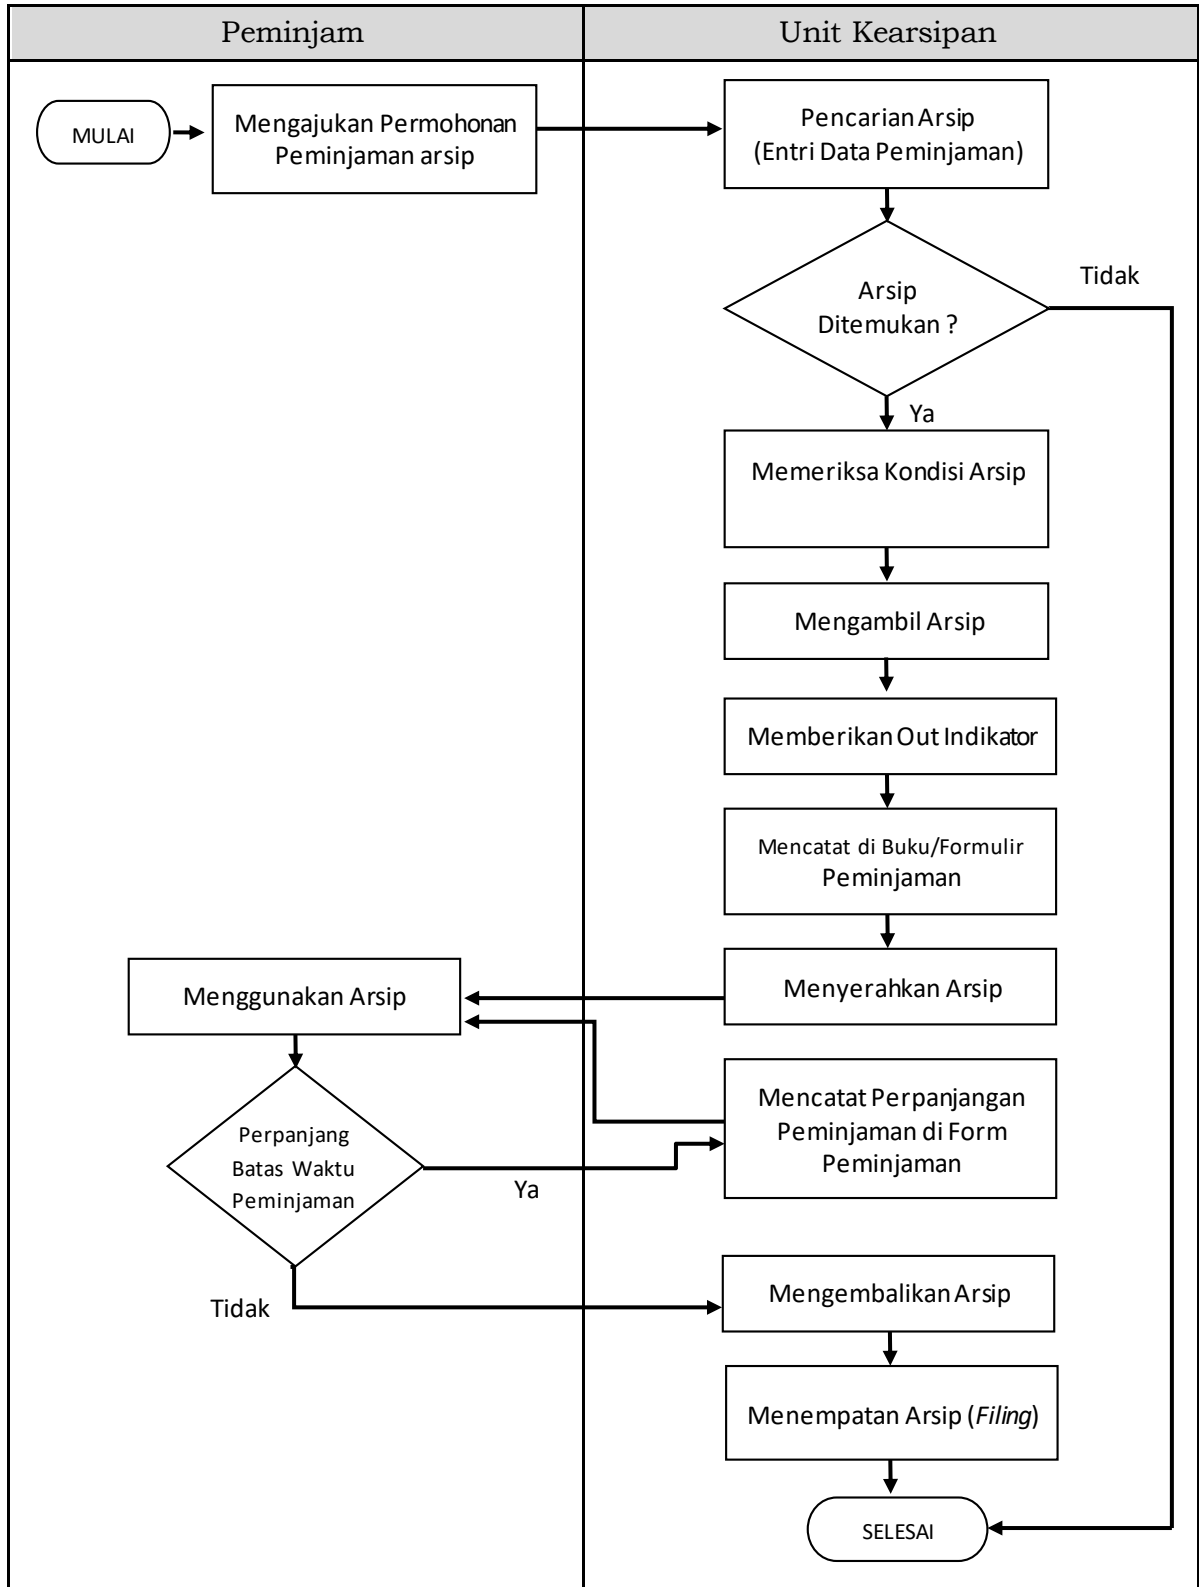 Peminjam
Unit Kearsipan
MULAI
Mengajukan Permohonan
Peminjaman arsip
Pencarian Arsip
(Entri Data Peminjaman)
Arsip
Ditemukan ?
Tidak
Ya
Memeriksa Kondisi Arsip
Mengambil Arsip
Memberikan Out Indikator
Mencatat di Buku/Formulir
Peminjaman
Menyerahkan Arsip
Menggunakan Arsip
Mencatat Perpanjangan
Peminjaman di Form
Peminjaman
Perpanjang
Batas Waktu
Peminjaman
Ya
Tidak
Mengembalikan Arsip
Menempatan Arsip (Filing)
SELESAI